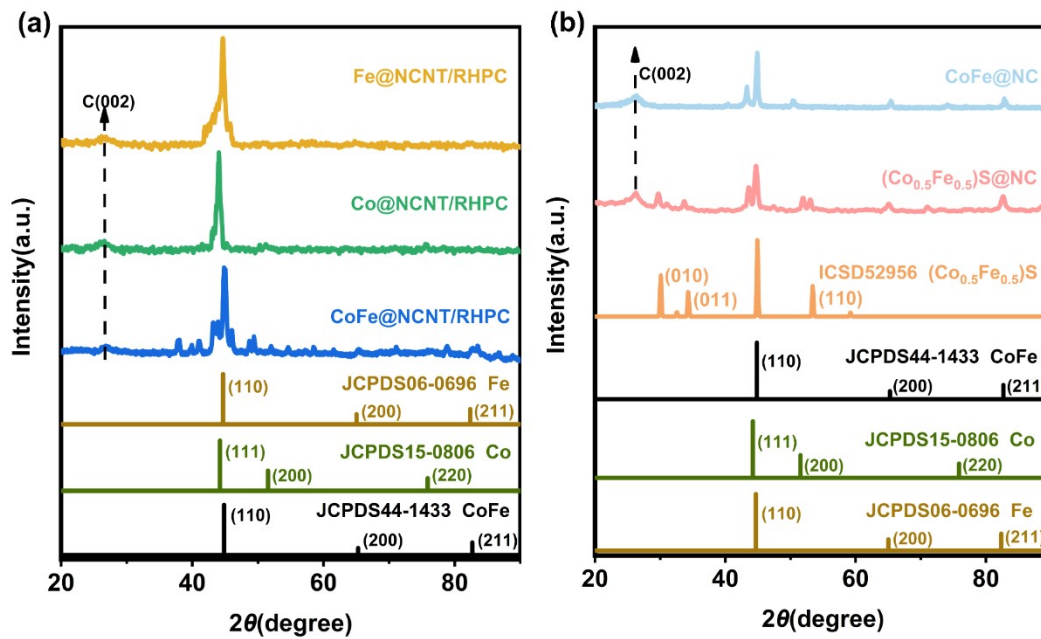 (a)
Fe@NCNT/RHPC
C(002)
Co@NCNT/RHPC
CoFe@NCNT/RHPC
JCPDS06-0696 Fe
(110)
(200)
(211)
JCPDS15-0806 Co
(111)
(200)
(220)
JCPDS44-1433 CoFe
(110)
(200)
(211)
20
40
60
80
2θ(degree)
Intensity(a.u.)
(b)
C(002)
CoFe@NC
(Co0.5Fe0.5)S@NC
ICSD52956 (Co0.5Fe0.5)S
(010)
(011)
(110)
JCPDS44-1433 CoFe
(110)
(200)
(211)
JCPDS15-0806 Co
(111)
(200)
(220)
JCPDS06-0696 Fe
(110)
(200)
(211)
20
40
60
80
2θ(degree)
Intensity(a.u.)